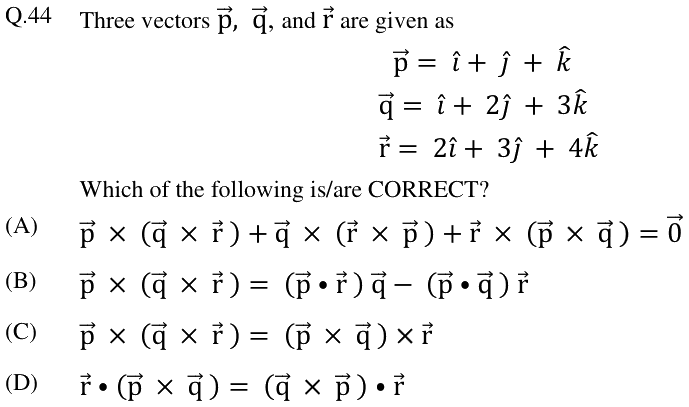 Q.44 Three vectors p⃗, q⃗, and r⃗ are given as
p⃗ = î + ĵ + k̂
q⃗ = î + 2ĵ + 3k̂
r⃗ = 2î + 3ĵ + 4k̂
Which of the following is/are CORRECT?
(A) p⃗ × (q⃗ × r⃗) + q⃗ × (r⃗ × p⃗) + r⃗ × (p⃗ × q⃗) = 0⃗
(B) p⃗ × (q⃗ × r⃗) = (p⃗ • r⃗) q⃗ − (p⃗ • q⃗) r⃗
(C) p⃗ × (q⃗ × r⃗) = (p⃗ × q⃗) × r⃗
(D) r⃗ • (p⃗ × q⃗) = (q⃗ × p⃗) • r⃗